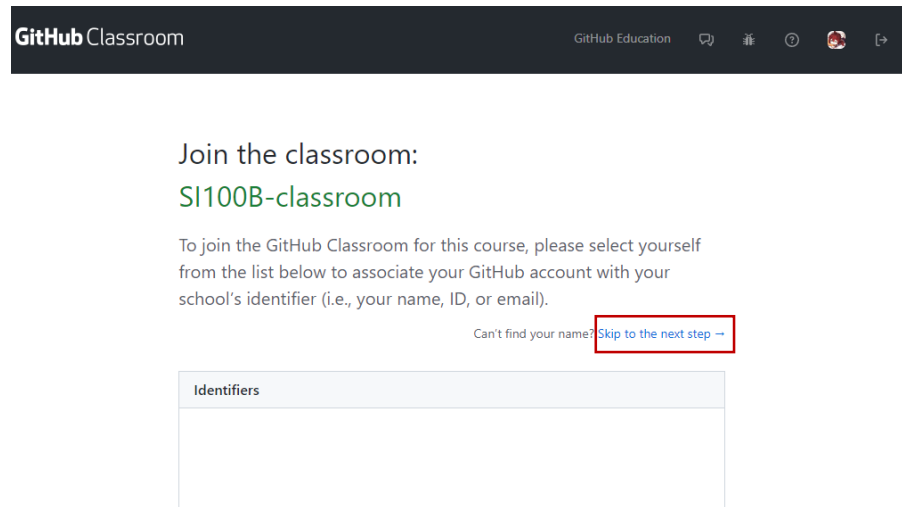 GitHub Classroom
GitHub Education
Join the classroom:
SI100B-classroom
To join the GitHub Classroom for this course, please select yourself
from the list below to associate your GitHub account with your
school's identifier (i.e., your name, ID, or email).
Can't find your name? Skip to the next step →
Identifiers